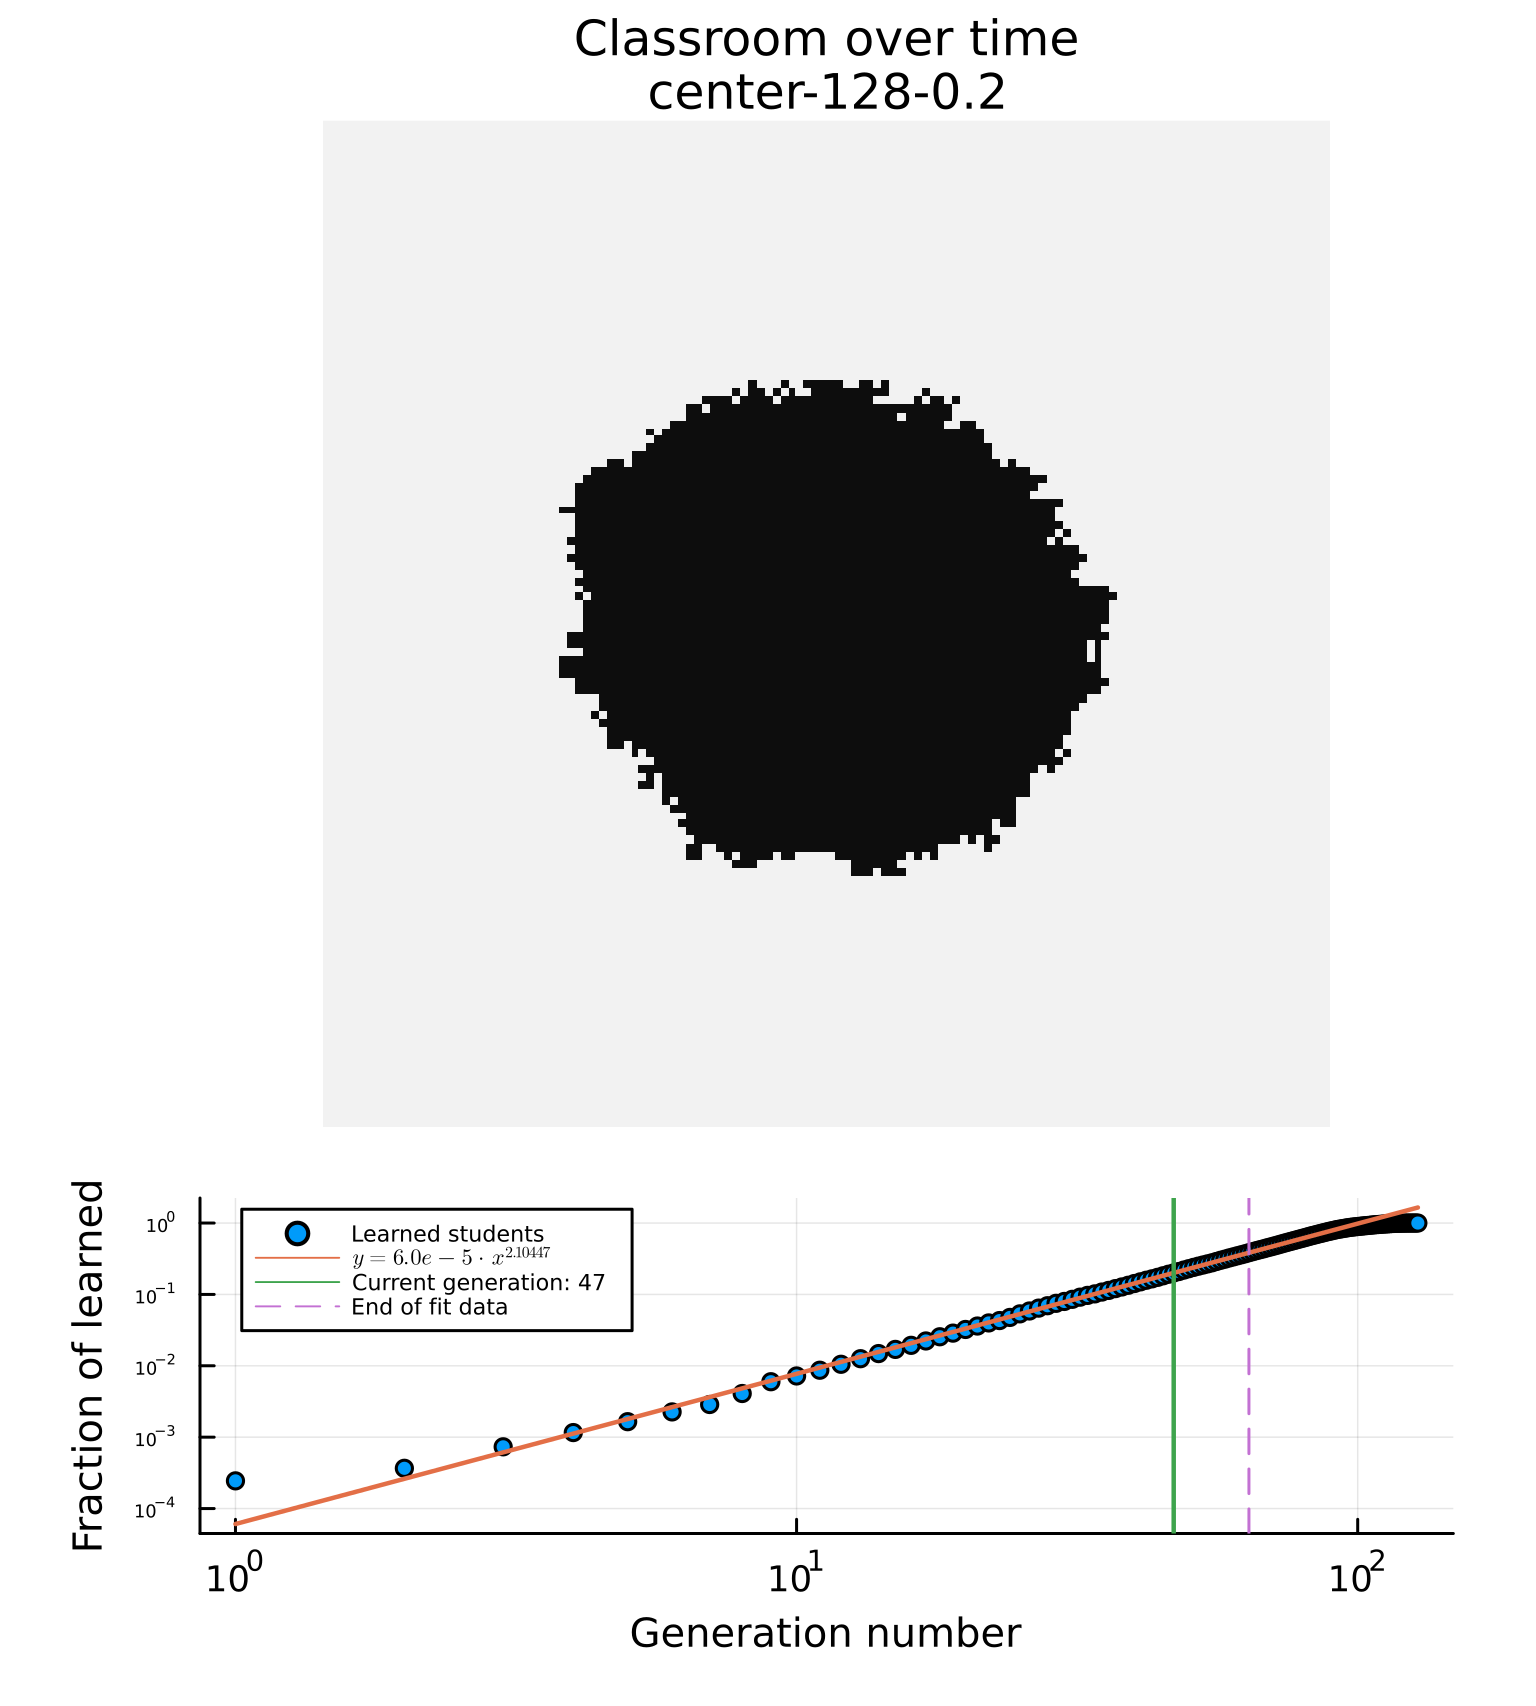 Classroom over time
center-128-0.2
Fraction of learned
10⁰
10⁻¹
10⁻²
10⁻³
10⁻⁴
Learned students
y = 6.0e − 5 · x^2.10447
Current generation: 47
End of fit data
10⁰ 10¹ 10²
Generation number